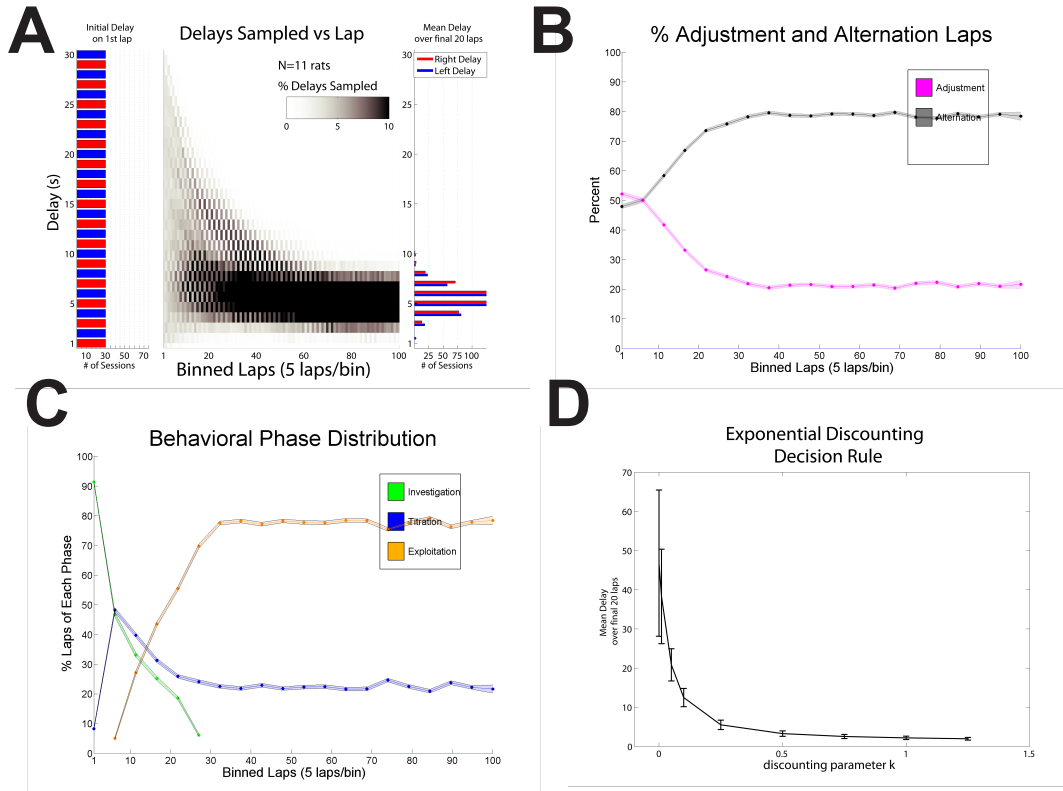 A
Initial Delay
on 1st lap
Delays Sampled vs Lap
Mean Delay
over final 20 laps
Right Delay
Left Delay
N=11 rats
% Delays Sampled
0 5 10
Delay (s)
30
25
20
15
10
5
1
30
25
20
15
10
5
1
10 30 50 70
# of Sessions
1 20 40 60 80 100
Binned Laps (5 laps/bin)
25 50 75 100
# of Sessions
B
% Adjustment and Alternation Laps
Adjustment
Alternation
Percent
100
90
80
70
60
50
40
30
20
10
0
1 10 20 30 40 50 60 70 80 90 100
Binned Laps (5 laps/bin)
C
Behavioral Phase Distribution
Investigation
Titration
Exploitation
% Laps of Each Phase
100
90
80
70
60
50
40
30
20
10
0
1 10 20 30 40 50 60 70 80 90 100
Binned Laps (5 laps/bin)
D
Exponential Discounting
Decision Rule
Mean Delay
over final 20 laps
70
60
50
40
30
20
10
0
0 0.5 1 1.5
discounting parameter k